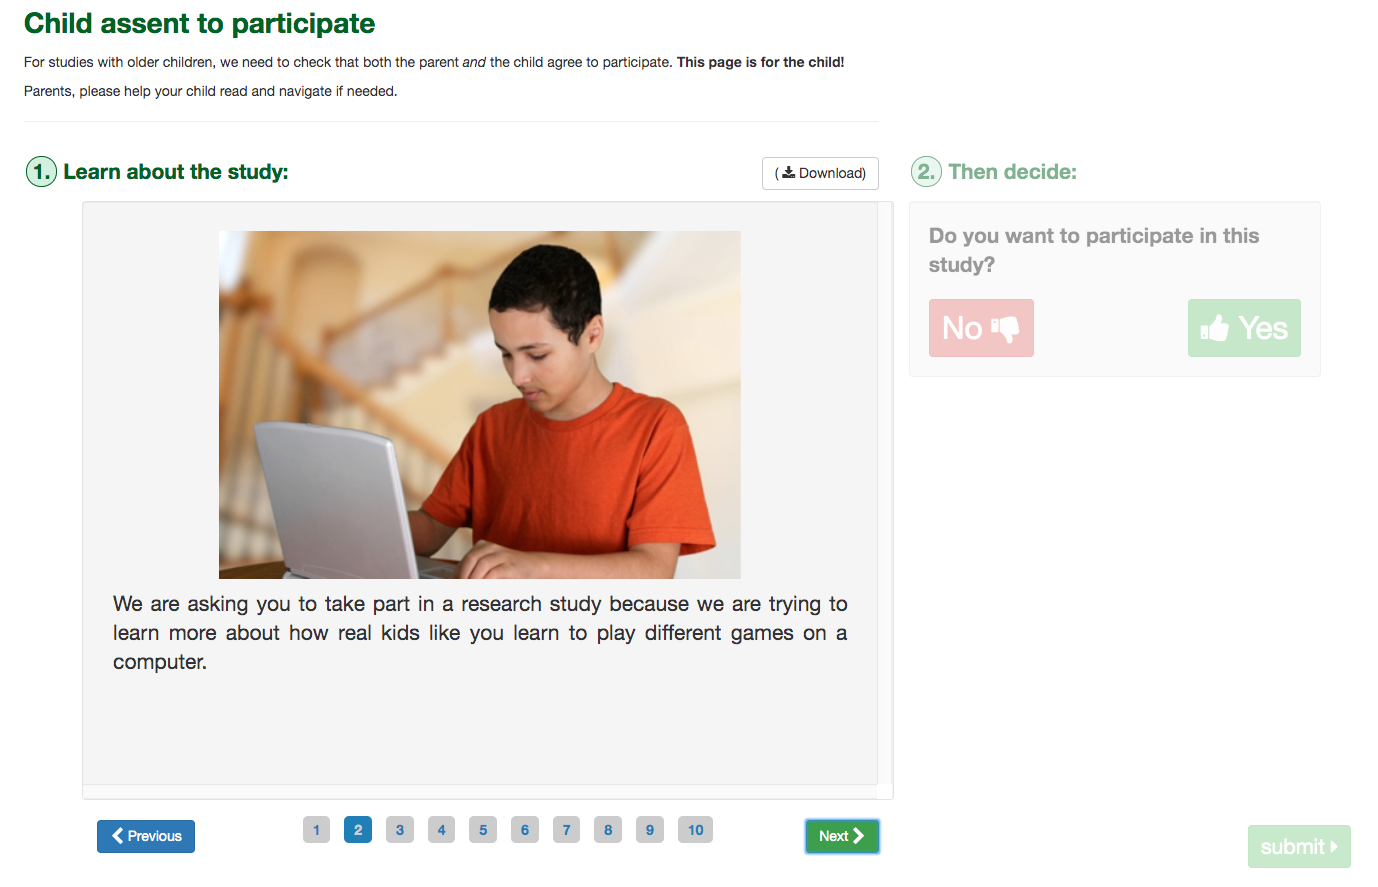 Child assent to participate
For studies with older children, we need to check that both the parent and the child agree to participate. This page is for the child!
Parents, please help your child read and navigate if needed.
1. Learn about the study:
( Download)
We are asking you to take part in a research study because we are trying to
learn more about how real kids like you learn to play different games on a
computer.
Previous
1 2 3 4 5 6 7 8 9 10
Next
2. Then decide:
Do you want to participate in this
study?
No
Yes
submit